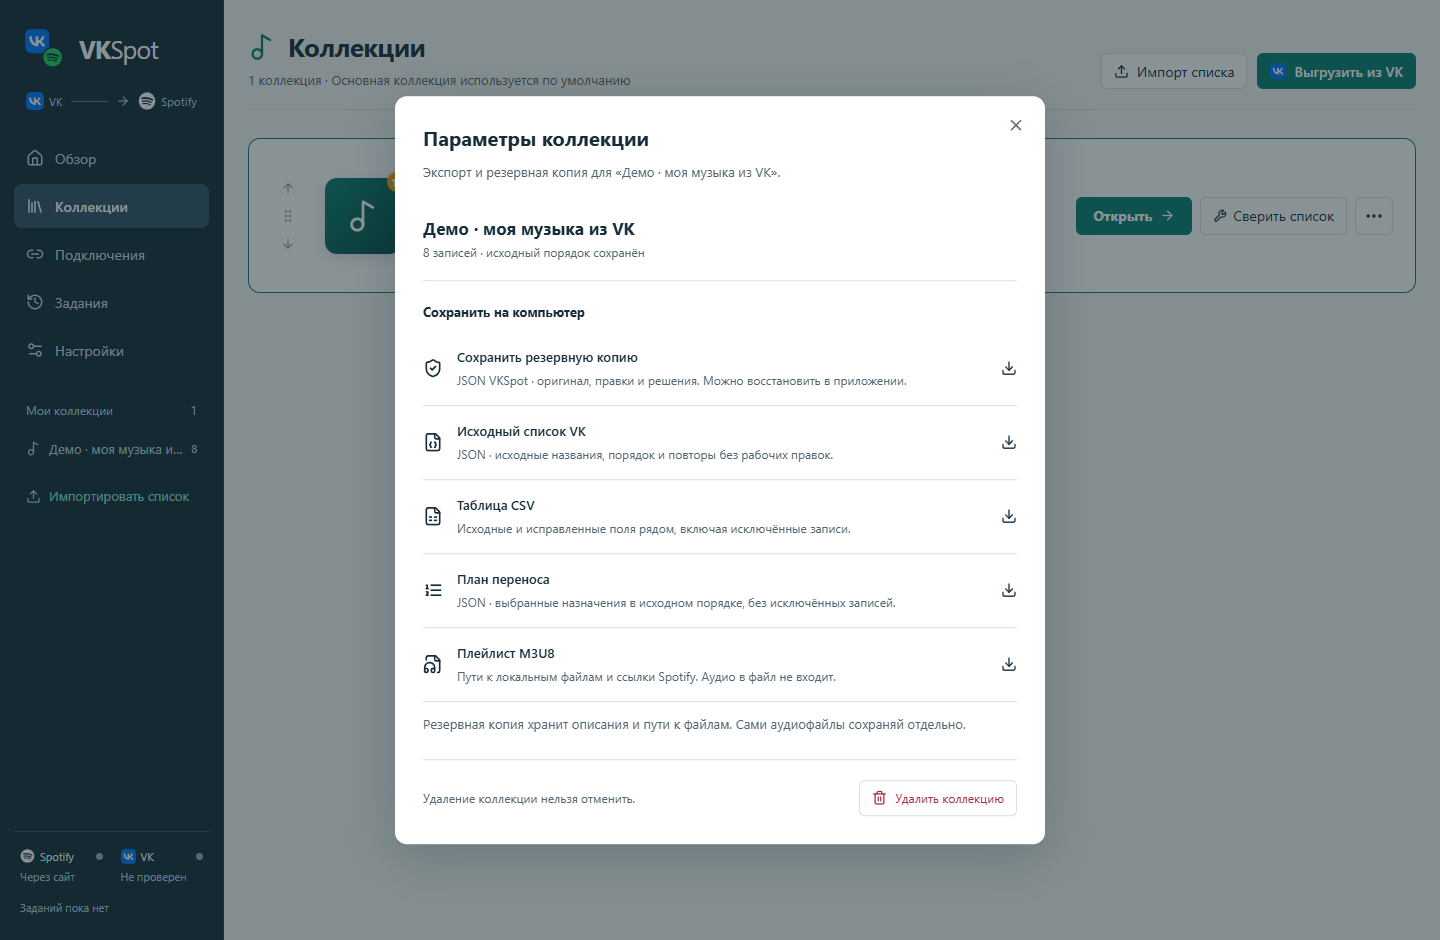 VKSpot
VK
Spotify
Обзор
Коллекции
Подключения
Задания
Настройки
Мои коллекции 1
Демо · моя музыка и... 8
Импортировать список
Spotify
VK
Через сайт
Не проверен
Заданий пока нет
Коллекции
1 коллекция · Основная коллекция используется по умолчанию
Импорт списка
Выгрузить из VK
Открыть
Сверить список
Параметры коллекции
Экспорт и резервная копия для «Демо · моя музыка из VK».
Демо · моя музыка из VK
8 записей · исходный порядок сохранён
Сохранить на компьютер
Сохранить резервную копию
JSON VKSpot · оригинал, правки и решения. Можно восстановить в приложении.
Исходный список VK
JSON · исходные названия, порядок и повторы без рабочих правок.
Таблица CSV
Исходные и исправленные поля рядом, включая исключённые записи.
План переноса
JSON · выбранные назначения в исходном порядке, без исключённых записей.
Плейлист M3U8
Пути к локальным файлам и ссылки Spotify. Аудио в файл не входит.
Резервная копия хранит описания и пути к файлам. Сами аудиофайлы сохраняй отдельно.
Удаление коллекции нельзя отменить.
Удалить коллекцию